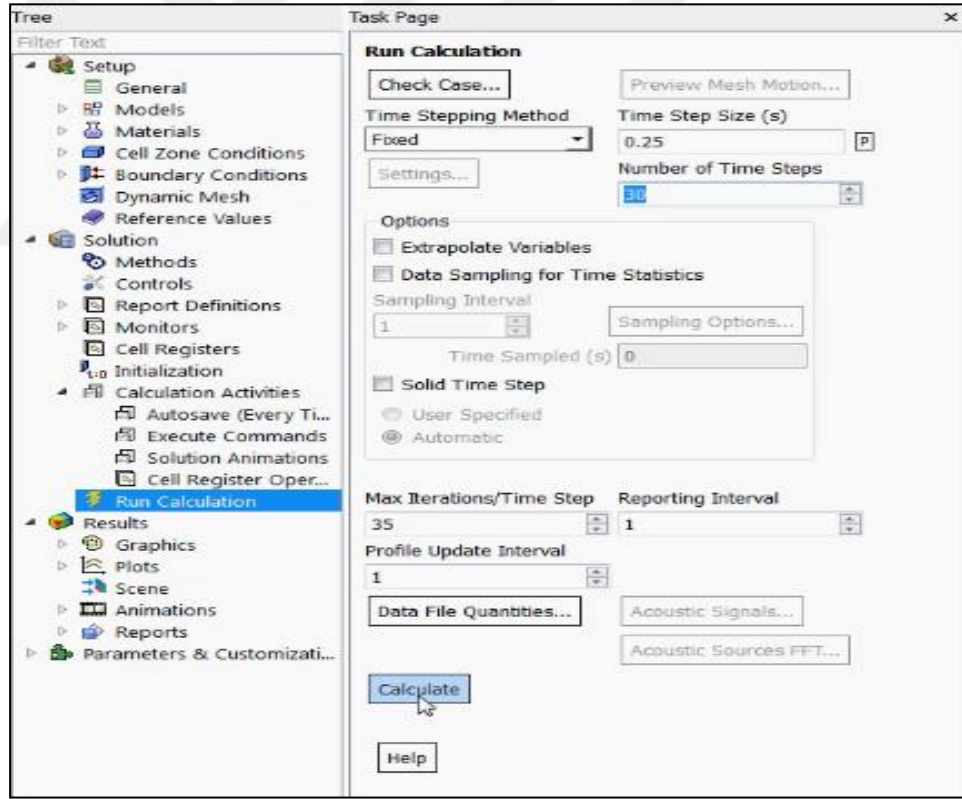 Tree
Filter Text
Setup
General
Models
Materials
Cell Zone Conditions
Boundary Conditions
Dynamic Mesh
Reference Values
Solution
Methods
Controls
Report Definitions
Monitors
Cell Registers
t=0 Initialization
Calculation Activities
Autosave (Every Ti...
Execute Commands
Solution Animations
Cell Register Oper...
Run Calculation
Results
Graphics
Plots
Scene
Animations
Reports
Parameters & Customizati...
Task Page
Run Calculation
Check Case... Preview Mesh Motion...
Time Stepping Method Time Step Size (s)
Fixed 0.25 P
Settings... Number of Time Steps
30
Options
Extrapolate Variables
Data Sampling for Time Statistics
Sampling Interval
1 Sampling Options...
Time Sampled (s) 0
Solid Time Step
User Specified
Automatic
Max Iterations/Time Step Reporting Interval
35 1
Profile Update Interval
1
Data File Quantities... Acoustic Signals...
Acoustic Sources FFT...
Calculate
Help